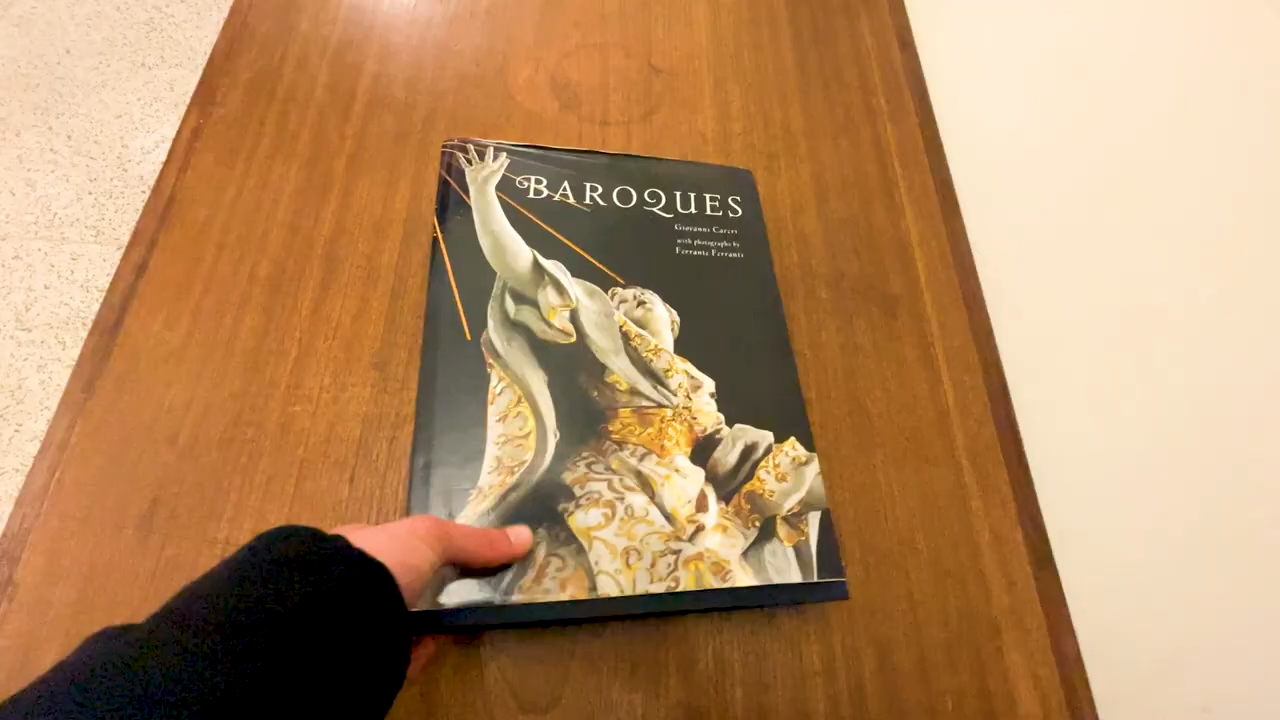 BAROQUES
Giovanni Careri
with photographs by
Ferrante Ferranti